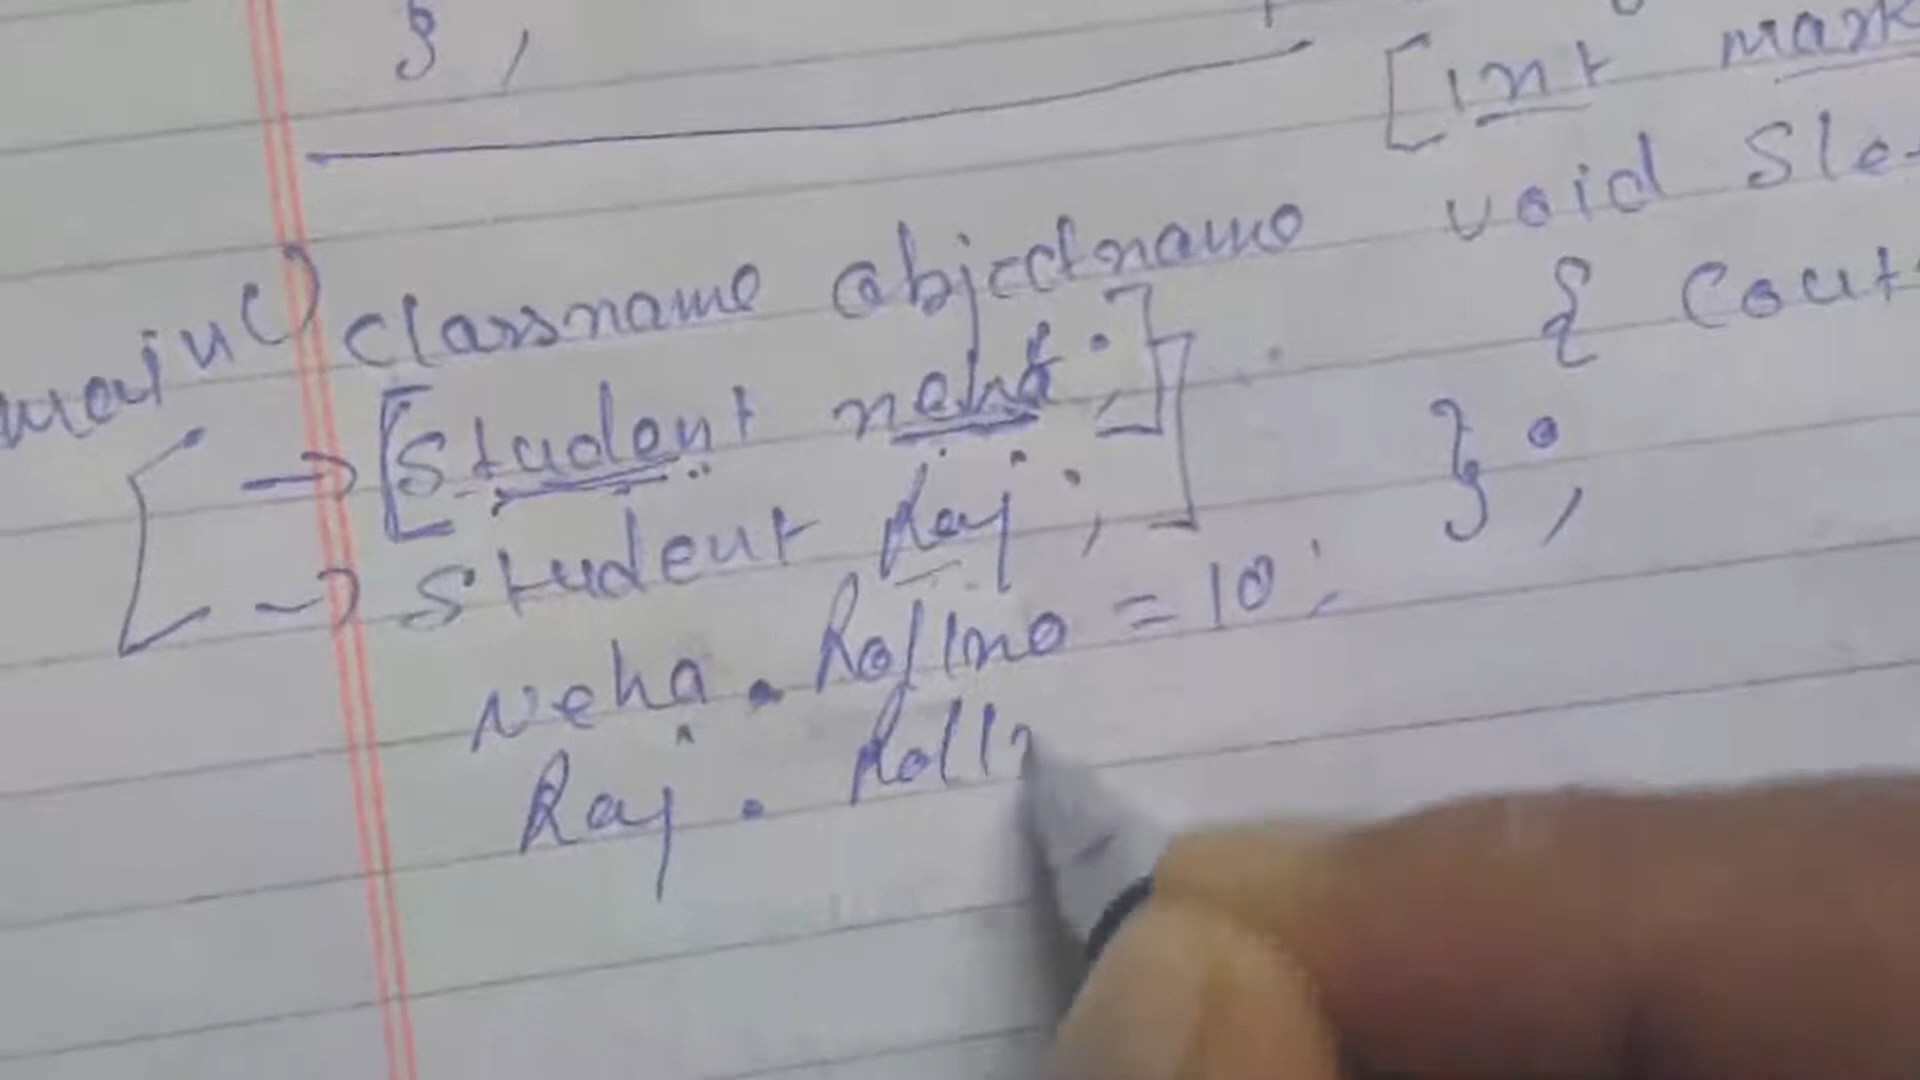 } ;
main() classname objectname
[Student neha ;]
Student Raj ; ]
Neha . Rollno = 10 ;
Raj . Roll
[int mark
void Sle
{ Cout
}
} ;